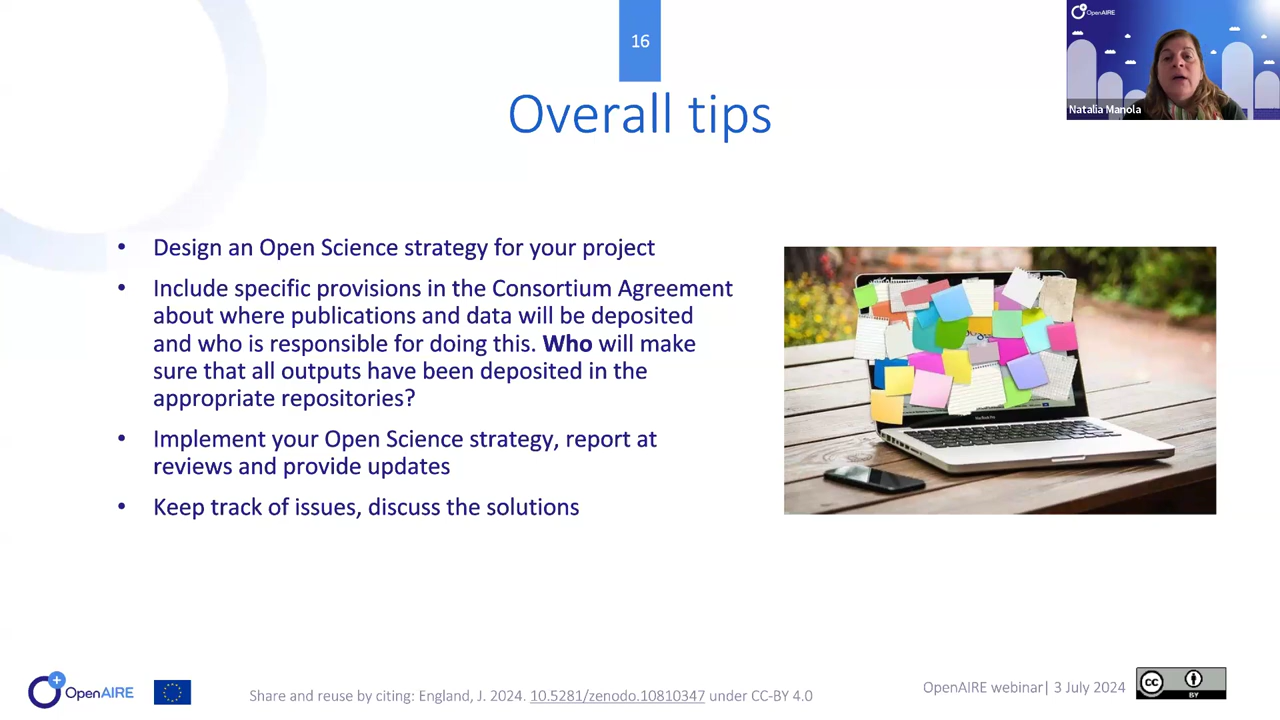 16
OpenAIRE
Natalia Manola
Overall tips
• Design an Open Science strategy for your project
• Include specific provisions in the Consortium Agreement
about where publications and data will be deposited
and who is responsible for doing this. Who will make
sure that all outputs have been deposited in the
appropriate repositories?
• Implement your Open Science strategy, report at
reviews and provide updates
• Keep track of issues, discuss the solutions
OpenAIRE
Share and reuse by citing: England, J. 2024. 10.5281/zenodo.10810347 under CC-BY 4.0
OpenAIRE webinar| 3 July 2024
cc
BY